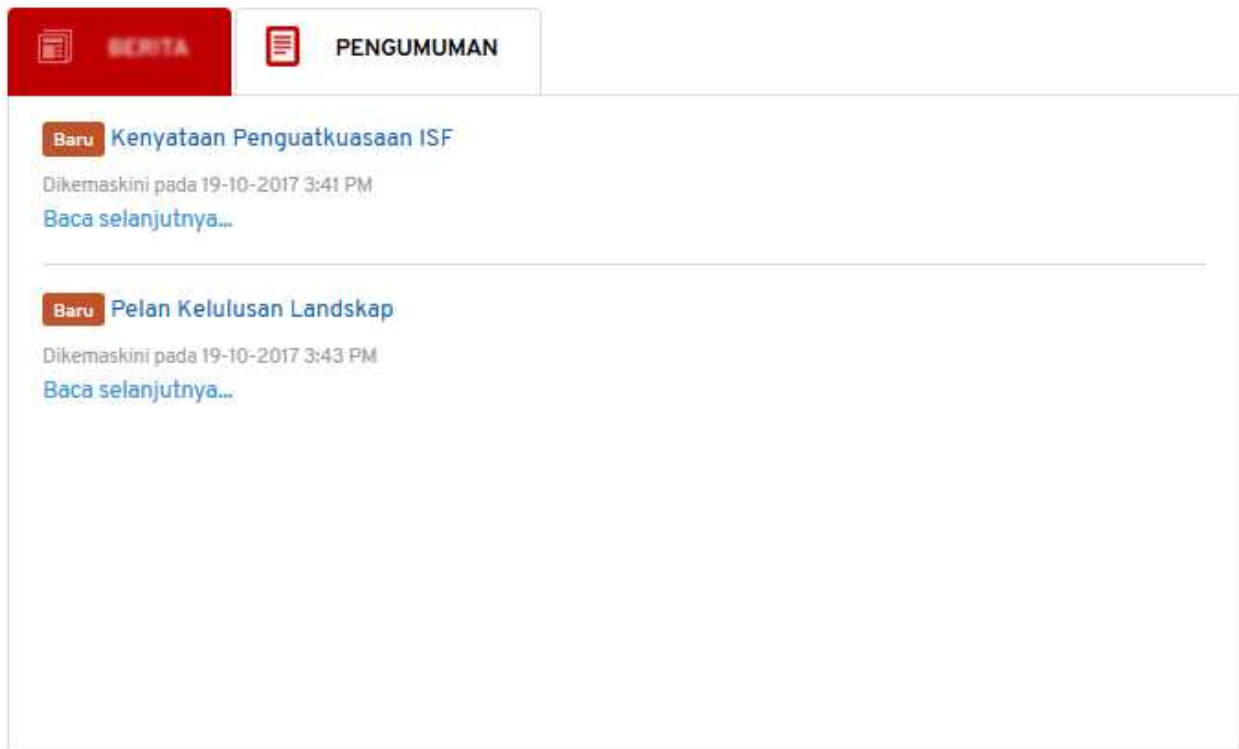 BERITA
PENGUMUMAN
Baru Kenyataan Penguatkuasaan ISF
Dikemaskini pada 19-10-2017 3:41 PM
Baca selanjutnya...
Baru Pelan Kelulusan Landskap
Dikemaskini pada 19-10-2017 3:43 PM
Baca selanjutnya...